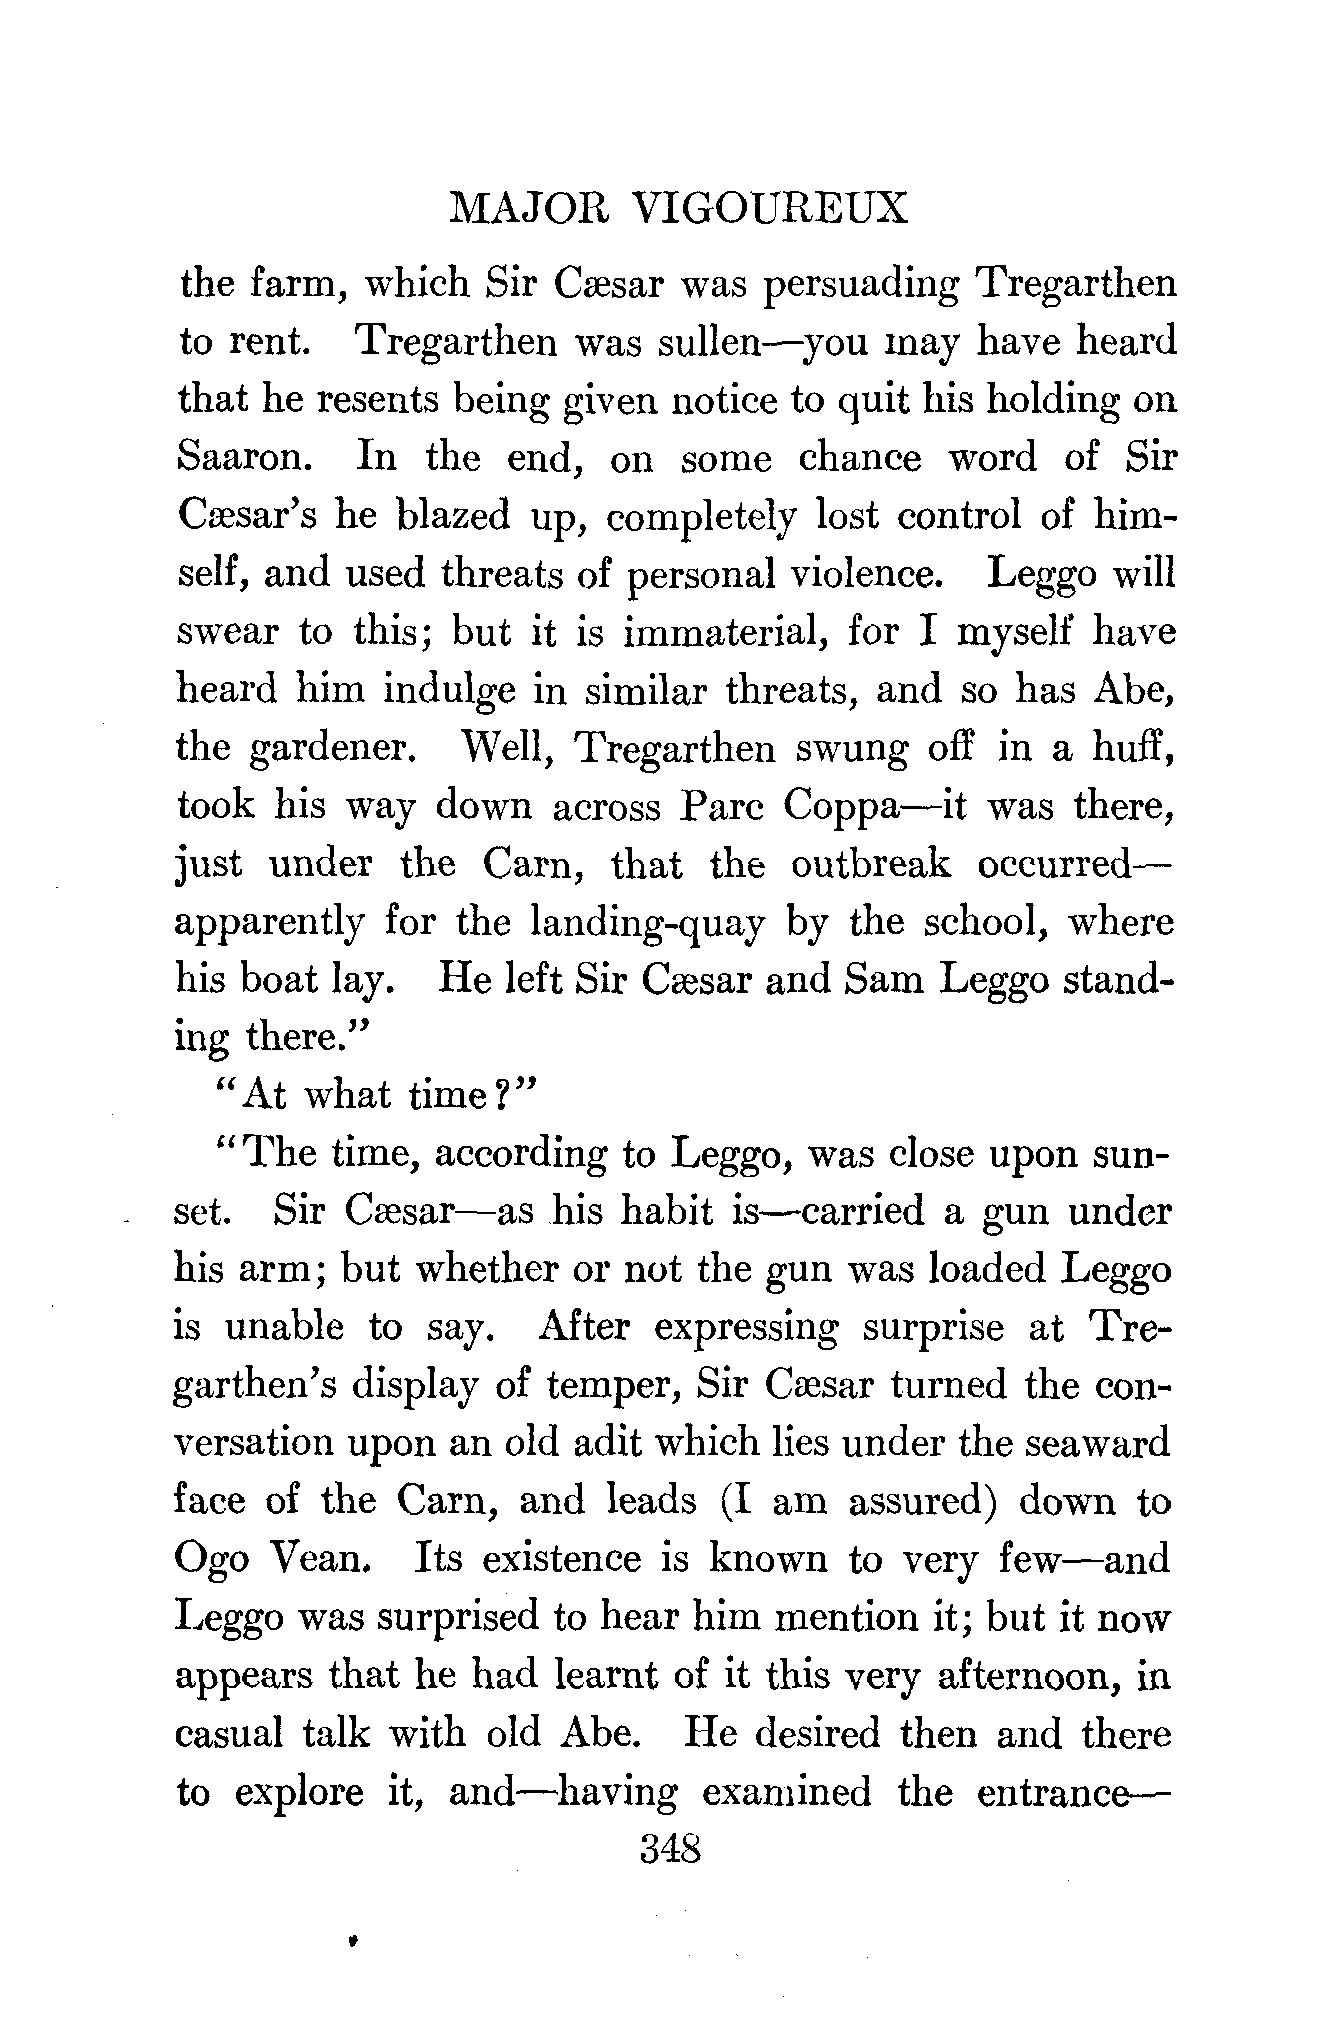 MAJOR VIGOUREUX
the farm, which Sir Cæsar was persuading Tregarthen
to rent. Tregarthen was sullen—you may have heard
that he resents being given notice to quit his holding on
Saaron. In the end, on some chance word of Sir
Cæsar's he blazed up, completely lost control of him-
self, and used threats of personal violence. Leggo will
swear to this; but it is immaterial, for I myself have
heard him indulge in similar threats, and so has Abe,
the gardener. Well, Tregarthen swung off in a huff,
took his way down across Parc Coppa—it was there,
just under the Carn, that the outbreak occurred—
apparently for the landing-quay by the school, where
his boat lay. He left Sir Cæsar and Sam Leggo stand-
ing there."
"At what time?"
"The time, according to Leggo, was close upon sun-
set. Sir Cæsar—as his habit is—carried a gun under
his arm; but whether or not the gun was loaded Leggo
is unable to say. After expressing surprise at Tre-
garthen's display of temper, Sir Cæsar turned the con-
versation upon an old adit which lies under the seaward
face of the Carn, and leads (I am assured) down to
Ogo Vean. Its existence is known to very few—and
Leggo was surprised to hear him mention it; but it now
appears that he had learnt of it this very afternoon, in
casual talk with old Abe. He desired then and there
to explore it, and—having examined the entrance—
348